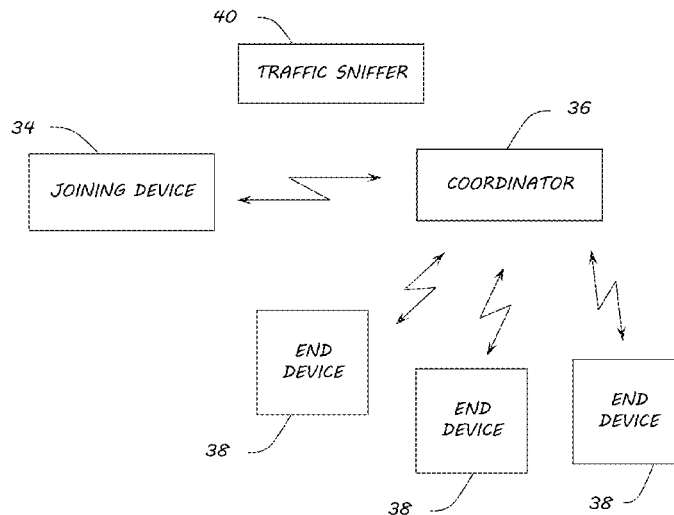 40
TRAFFIC SNIFFER
34
36
JOINING DEVICE
COORDINATOR
END
DEVICE
END
DEVICE
END
DEVICE
38
38
38